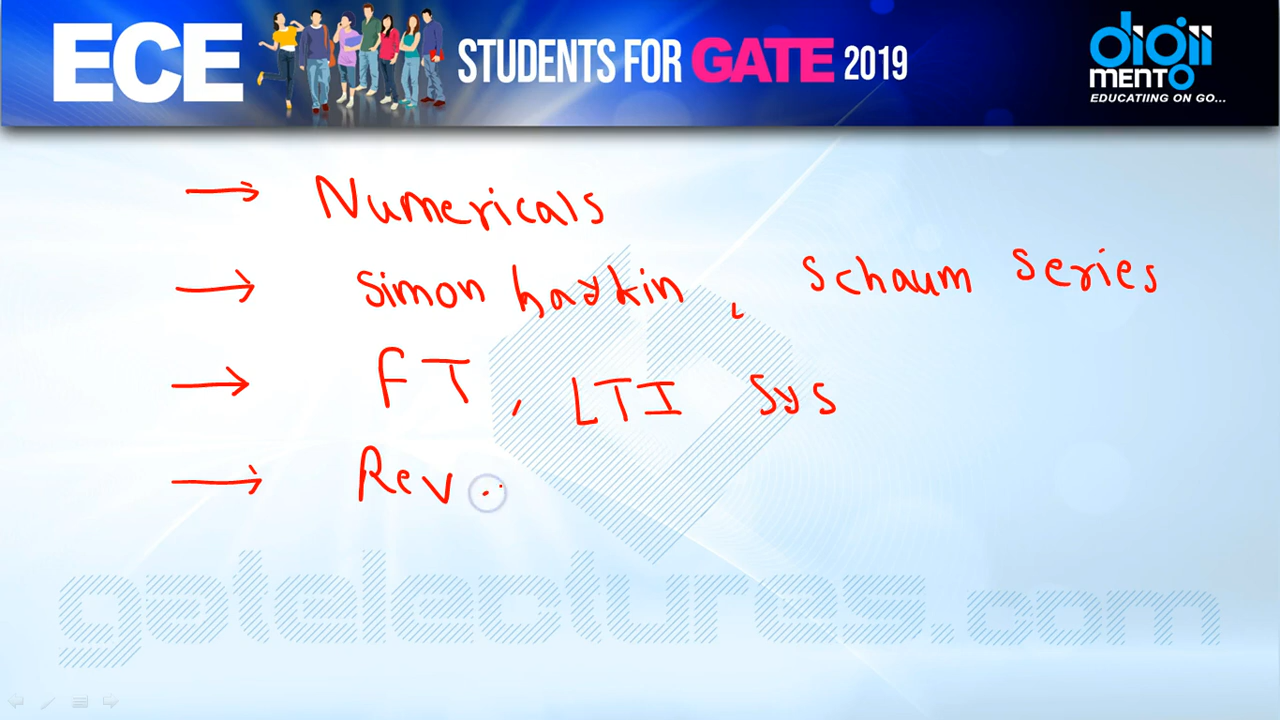 ECE STUDENTS FOR GATE 2019
digii
mento
EDUCATIING ON GO...
→ Numericals
→ Simon haykin, Schaum Series
→ FT, LTI Sys
→ Rev
gatelectures.com